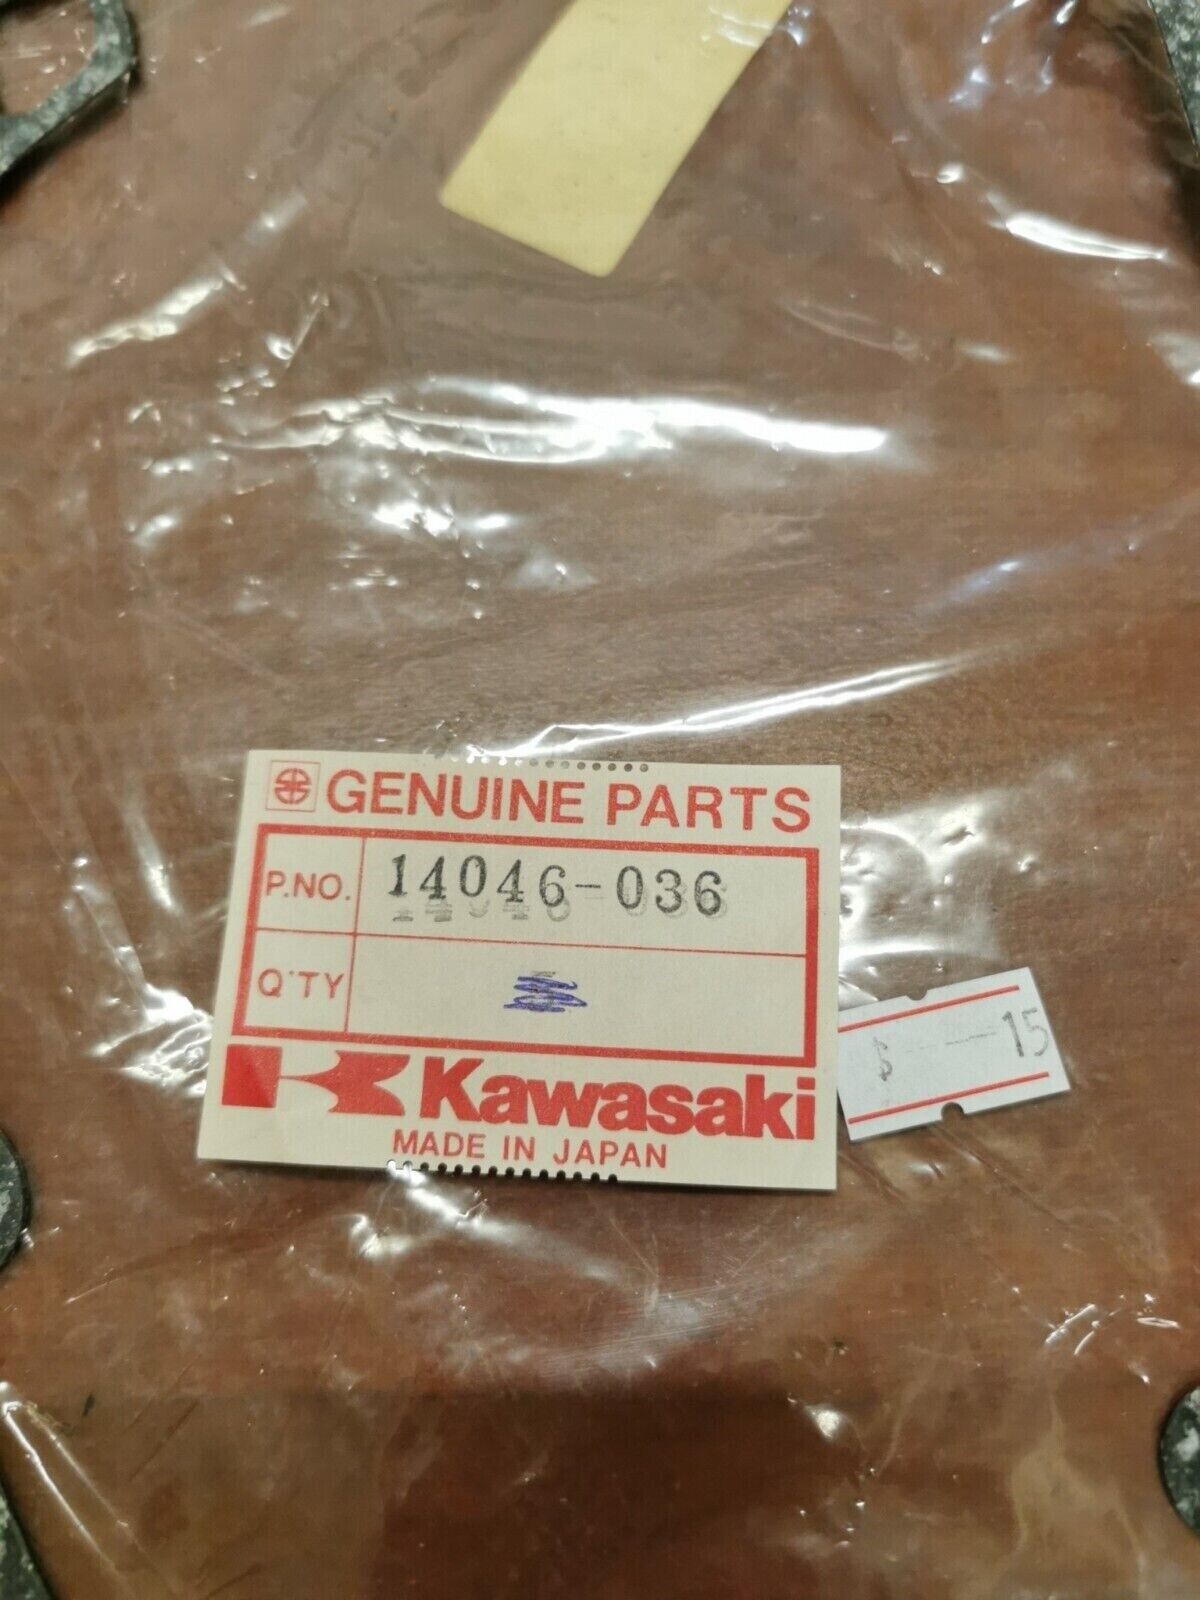 GENUINE PARTS
P.NO. 14046-036
Q'TY
Kawasaki
MADE IN JAPAN
$ --- 15